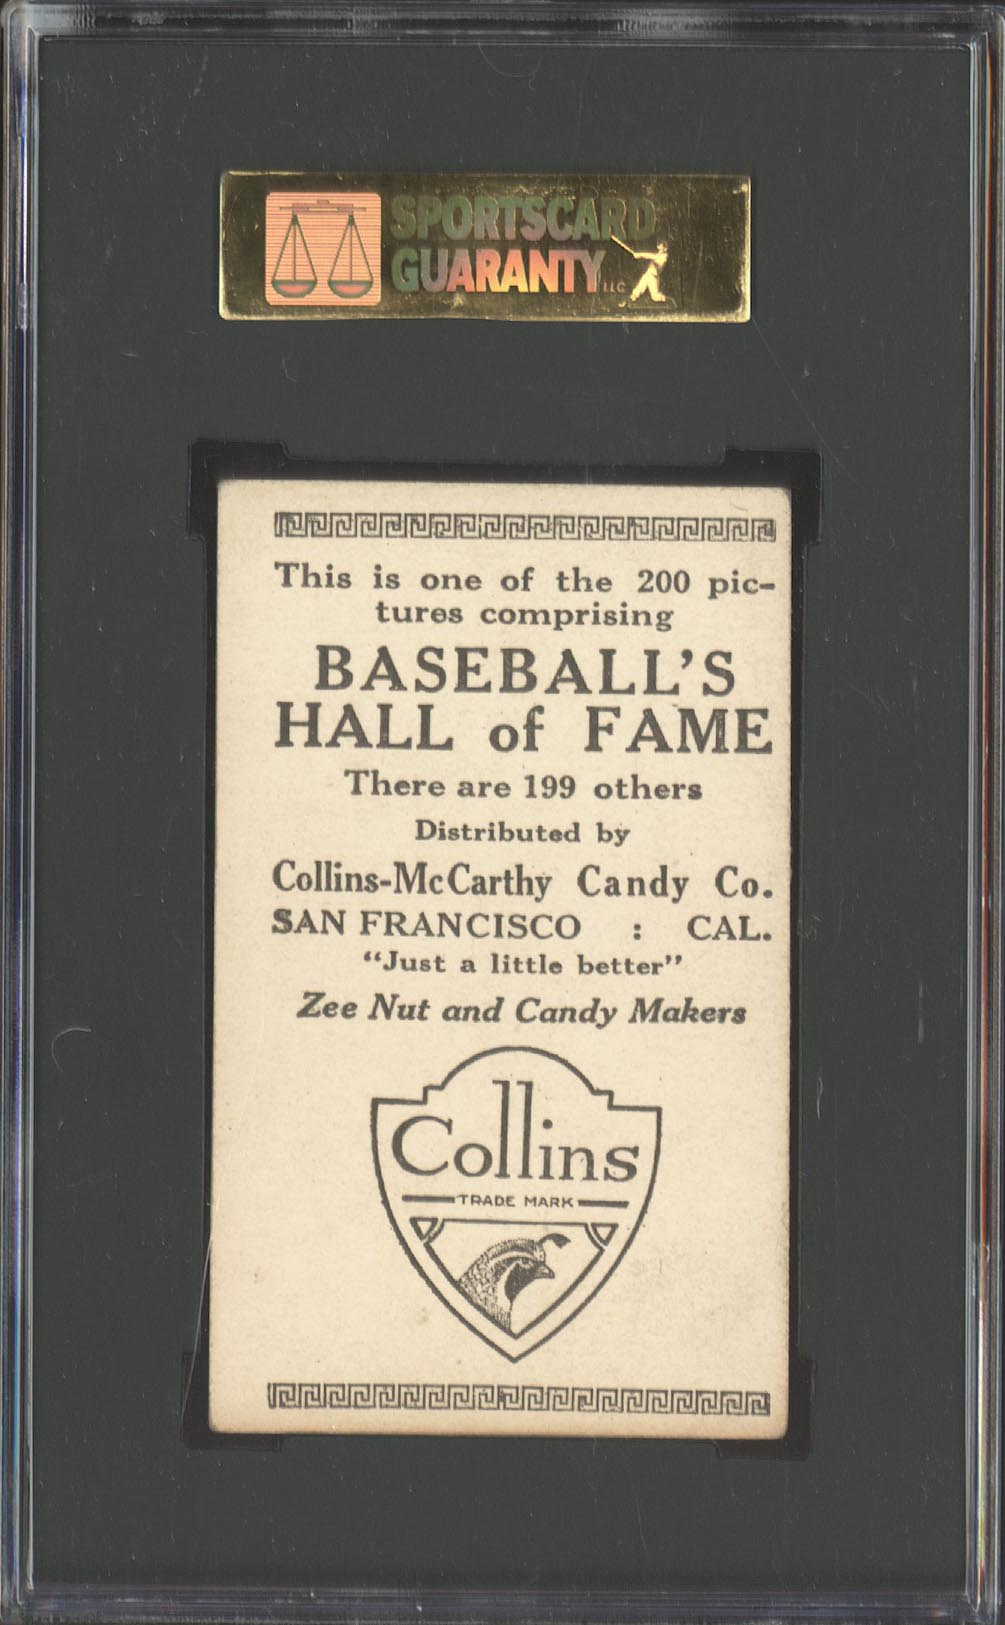 SPORTSCARD
GUARANTY LLC
This is one of the 200 pic-
tures comprising
BASEBALL'S
HALL of FAME
There are 199 others
Distributed by
Collins-McCarthy Candy Co.
SAN FRANCISCO : CAL.
"Just a little better"
Zee Nut and Candy Makers
Collins
TRADE MARK